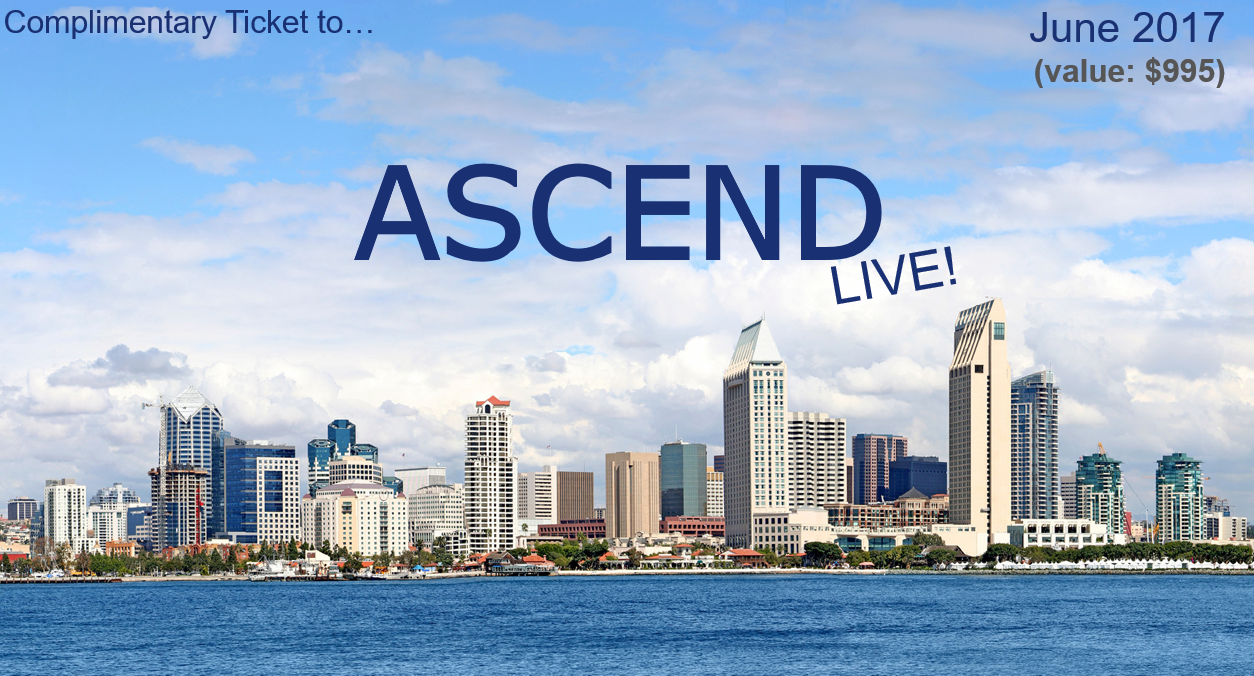 Complimentary Ticket to…
June 2017
(value: $995)
ASCEND
LIVE!